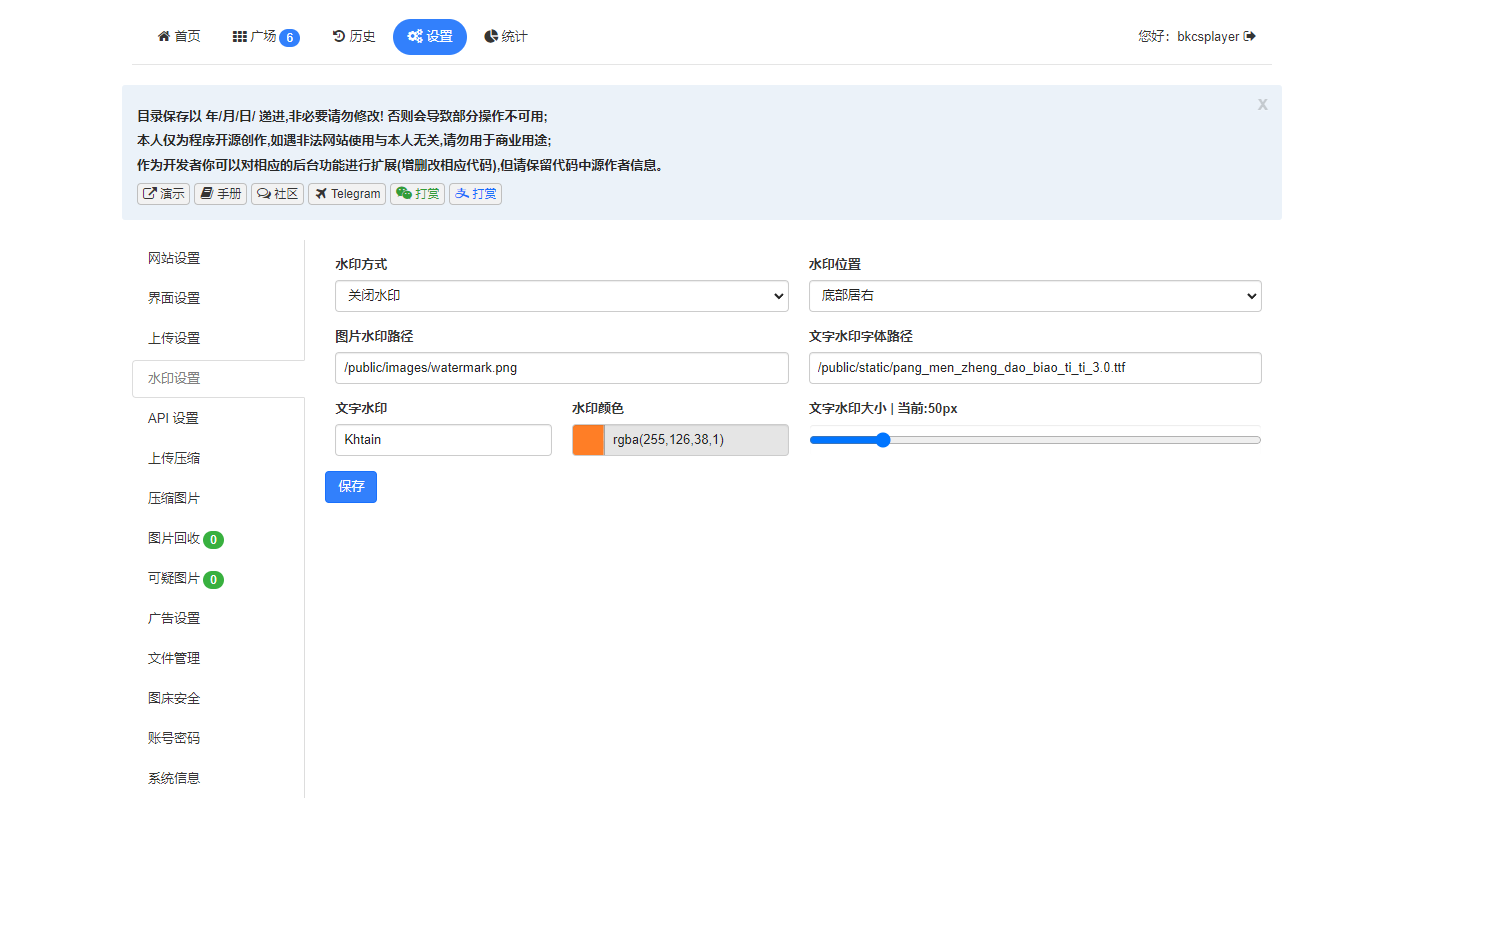 首页 广场 6 历史 设置 统计 您好：bkcsplayer
x
目录保存以 年/月/日/ 递进,非必要请勿修改! 否则会导致部分操作不可用;
本人仅为程序开源创作,如遇非法网站使用与本人无关,请勿用于商业用途;
作为开发者你可以对相应的后台功能进行扩展(增删改相应代码),但请保留代码中源作者信息。
演示 手册 社区 Telegram 打赏 打赏
网站设置
界面设置
上传设置
水印设置
API 设置
上传压缩
压缩图片
图片回收 0
可疑图片 0
广告设置
文件管理
图床安全
账号密码
系统信息
水印方式 水印位置
关闭水印 底部居右
图片水印路径 文字水印字体路径
/public/images/watermark.png /public/static/pang_men_zheng_dao_biao_ti_ti_3.0.ttf
文字水印 水印颜色 文字水印大小 | 当前:50px
Khtain rgba(255,126,38,1)
保存